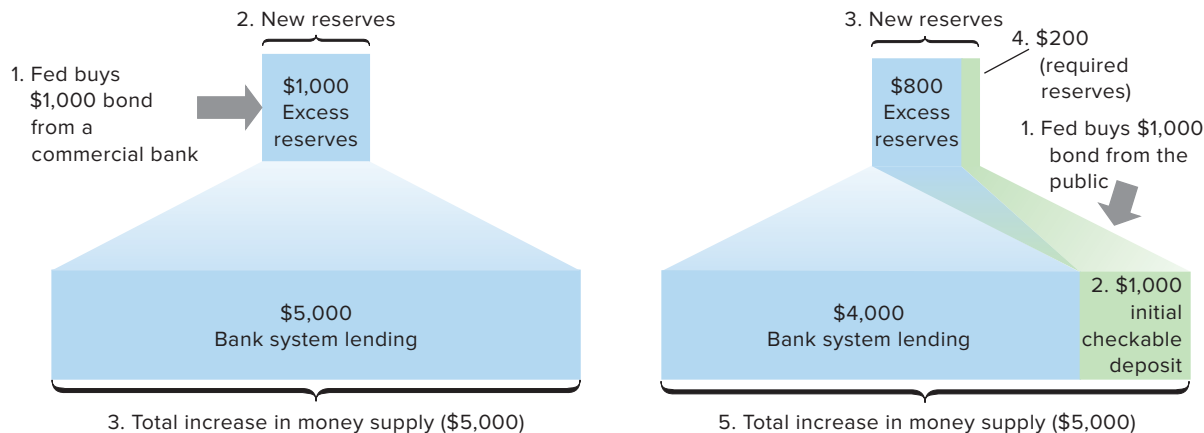 2. New reserves
1. Fed buys
$1,000 bond
from a
commercial bank
$1,000
Excess
reserves
$5,000
Bank system lending
3. Total increase in money supply ($5,000)
3. New reserves
4. $200
(required
reserves)
$800
Excess
reserves
1. Fed buys $1,000
bond from the
public
$4,000
Bank system lending
2. $1,000
initial
checkable
deposit
5. Total increase in money supply ($5,000)